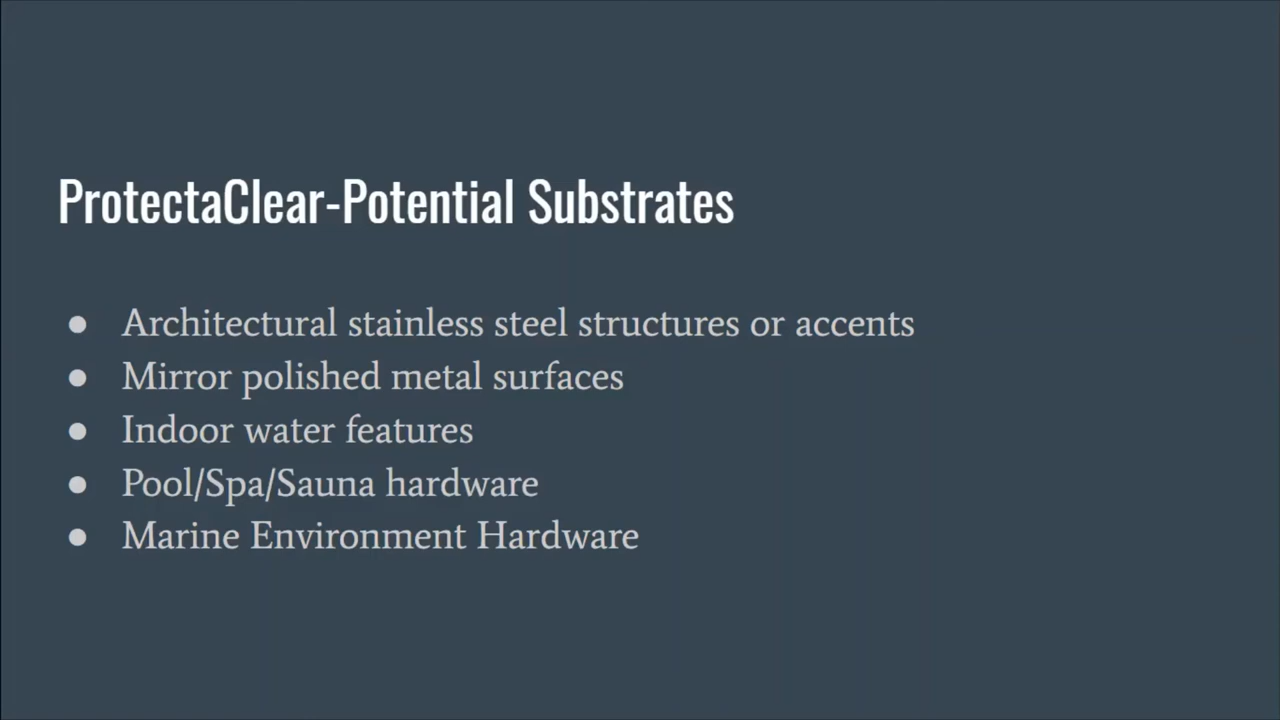 ProtectaClear-Potential Substrates
● Architectural stainless steel structures or accents
● Mirror polished metal surfaces
● Indoor water features
● Pool/Spa/Sauna hardware
● Marine Environment Hardware